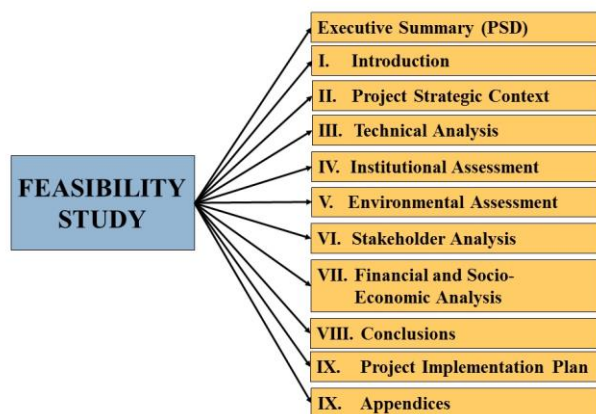 FEASIBILITY
STUDY
Executive Summary (PSD)
I. Introduction
II. Project Strategic Context
III. Technical Analysis
IV. Institutional Assessment
V. Environmental Assessment
VI. Stakeholder Analysis
VII. Financial and Socio-
Economic Analysis
VIII. Conclusions
IX. Project Implementation Plan
IX. Appendices